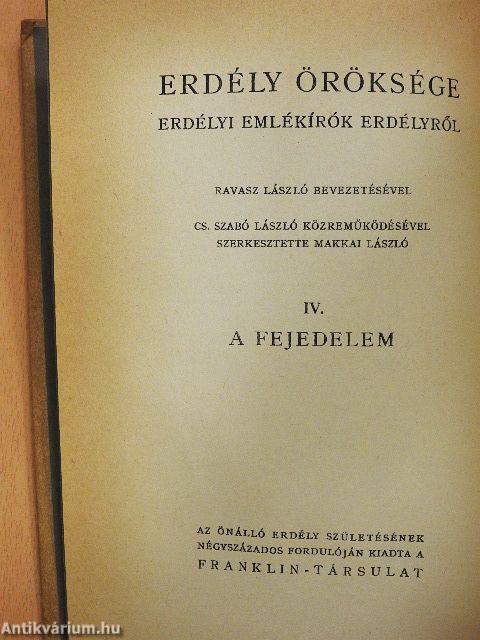 ERDÉLY ÖRÖKSÉGE
ERDÉLYI EMLÉKÍRÓK ERDÉLYRŐL
RAVASZ LÁSZLÓ BEVEZETÉSÉVEL
CS. SZABÓ LÁSZLÓ KÖZREMŰKÖDÉSÉVEL
SZERKESZTETTE MAKKAI LÁSZLÓ
IV.
A FEJEDELEM
AZ ÖNÁLLÓ ERDÉLY SZÜLETÉSÉNEK
NÉGYSZÁZADOS FORDULÓJÁN KIADTA A
FRANKLIN-TÁRSULAT
Antikvárium.hu